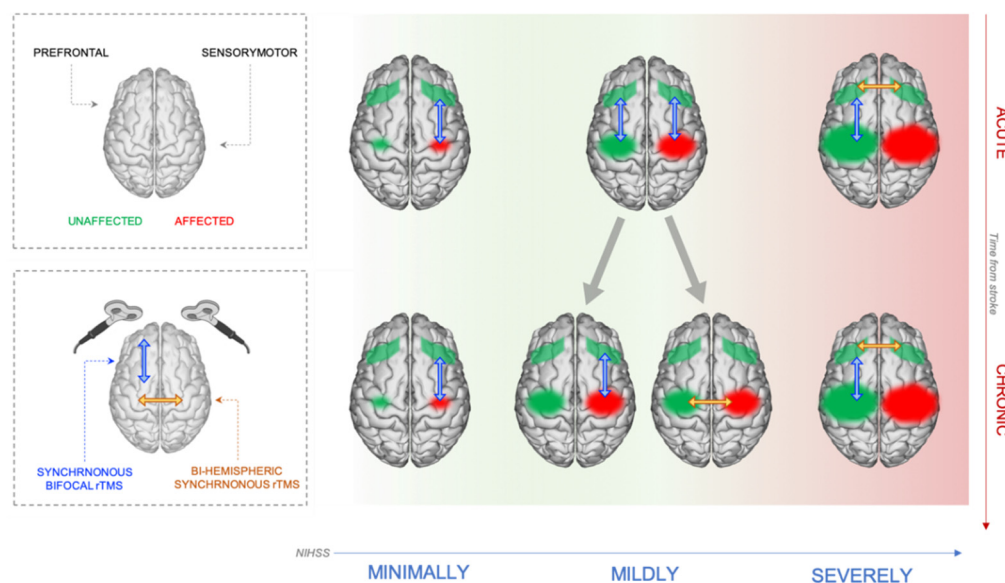 PREFRONTAL
SENSORYMOTOR
UNAFFECTED
AFFECTED
SYNCHRNONOUS
BIFOCAL rTMS
BI-HEMISPHERIC
SYNCHRNONOUS rTMS
ACUTE
Time from stroke
CHRONIC
NIHSS
MINIMALLY
MILDLY
SEVERELY